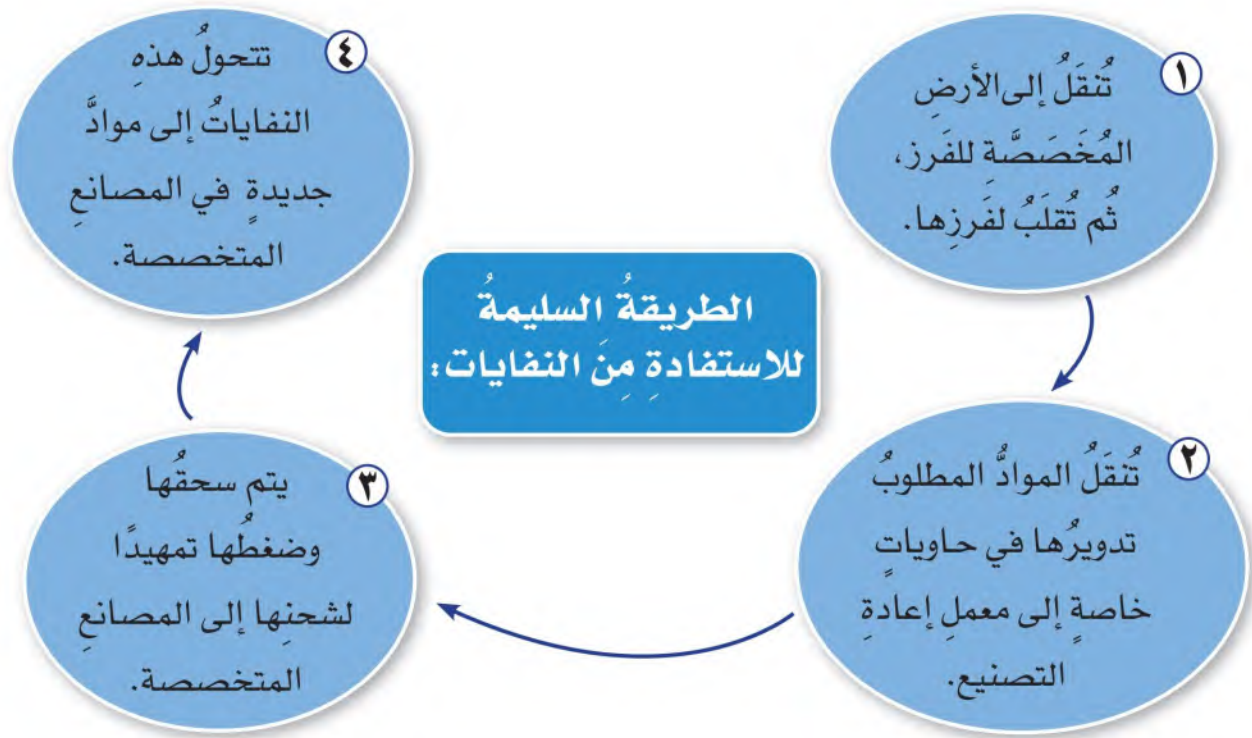 الطريقةُ السليمةُ
للاستفادةِ مِنَ النفايات:
١
تُنقَلُ إلى الأرضِ
المُخَصَصَّةِ للفَرز،
ثُم تُقلَبُ لفَرزِها.
٢
تُنقَلُ الموادُّ المطلوبُ
تدويرُها في حاوياتٍ
خاصةٍ إلى معملِ إعادةِ
التصنيع.
٣
يتم سحقُها
وضغطُها تمهيدًا
لشحنِها إلى المصانعِ
المتخصصة.
٤
تتحولُ هذهِ
النفاياتُ إلى موادَّ
جديدةٍ في المصانعِ
المتخصصة.